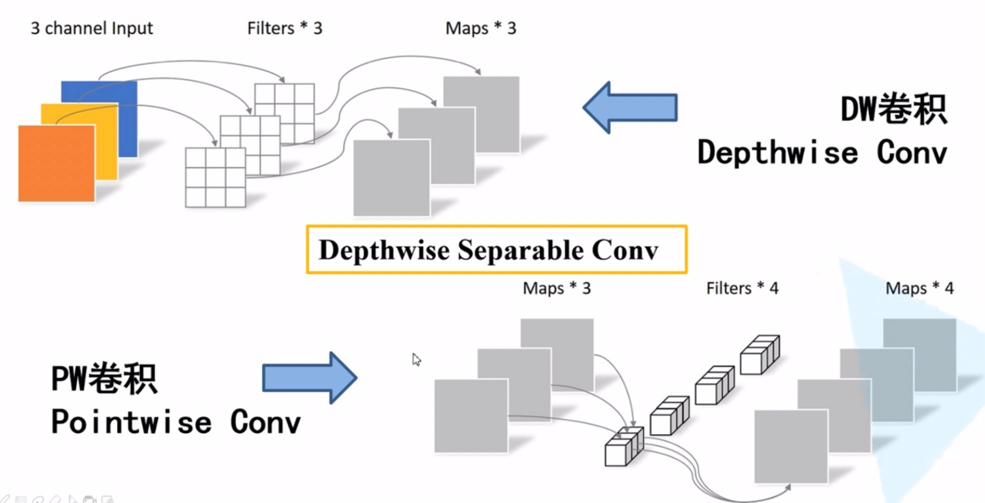 3 channel Input
Filters * 3
Maps * 3
DW卷积
Depthwise Conv
Depthwise Separable Conv
Maps * 3
Filters * 4
Maps * 4
PW卷积
Pointwise Conv